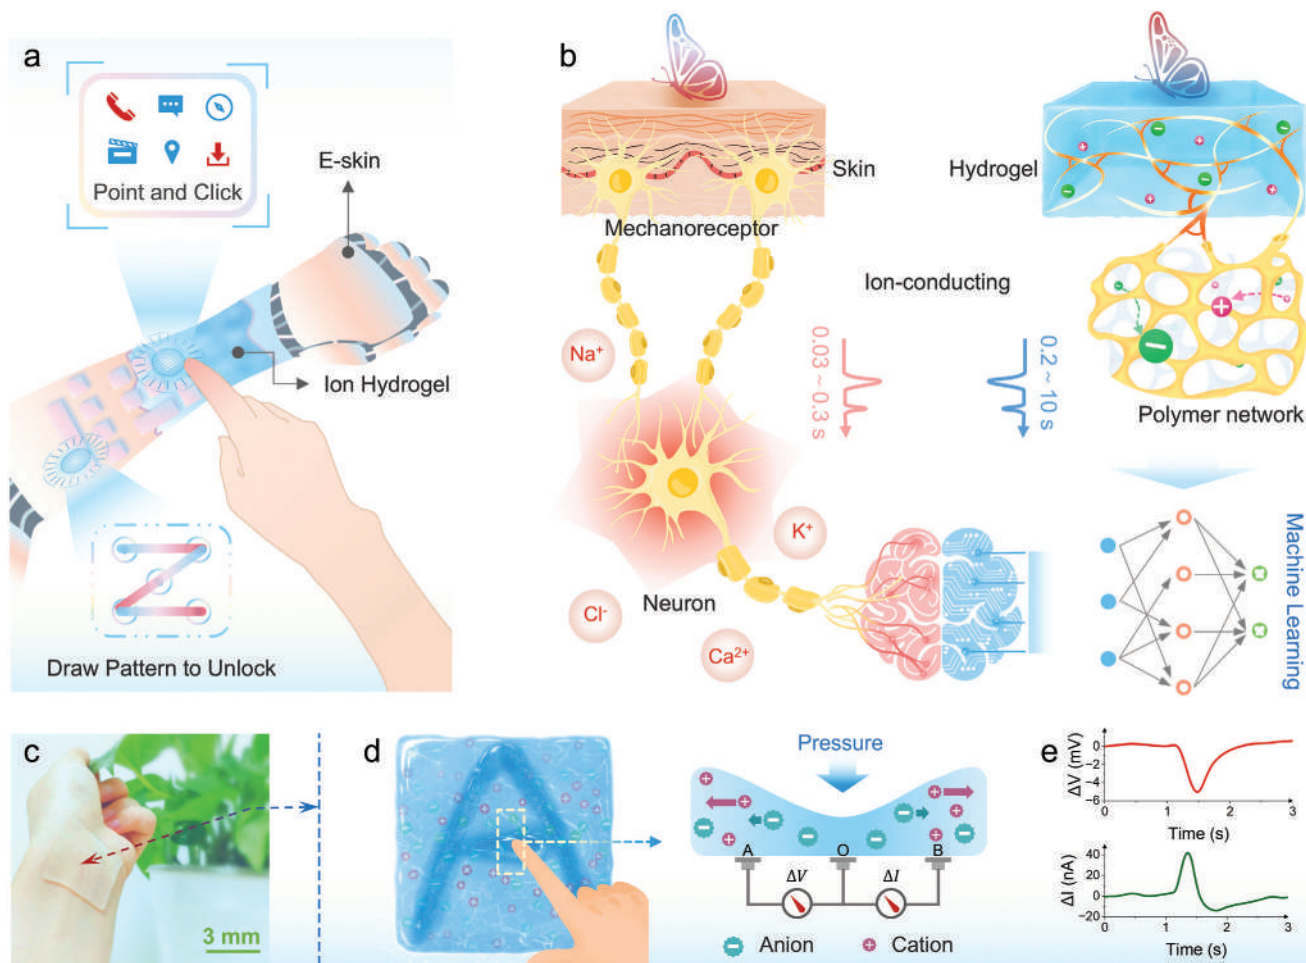 a
Point and Click
E-skin
Ion Hydrogel
Draw Pattern to Unlock
b
Skin
Mechanoreceptor
Hydrogel
Ion-conducting
Na⁺
0.03 ~ 0.3 s
0.2 ~ 10 s
Polymer network
K⁺
Neuron
Cl⁻
Ca²⁺
Machine Learning
c
3 mm
d
Pressure
A
O
B
ΔV
ΔI
Anion
Cation
e
ΔV (mV)
0
−2
−4
−6
0
1
2
3
Time (s)
ΔI (nA)
40
20
0
−20
0
1
2
3
Time (s)